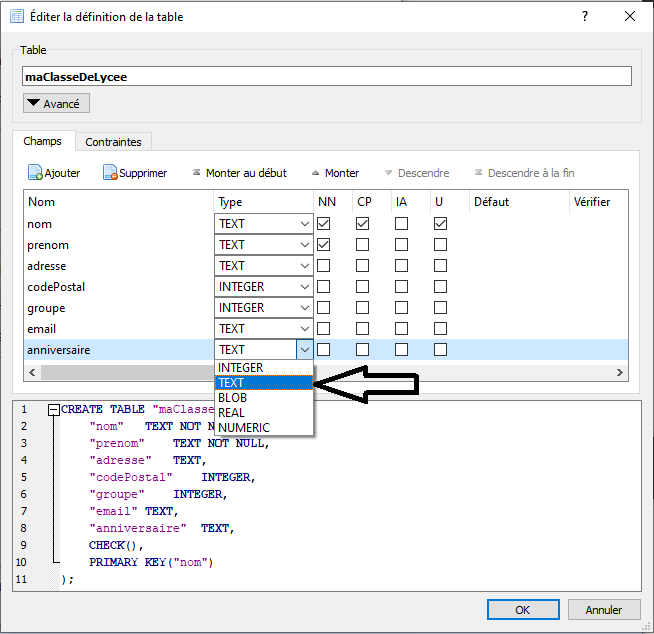 Éditer la définition de la table
?
Table
maClasseDeLycee
Avancé
Champs Contraintes
Ajouter Supprimer Monter au début Monter Descendre Descendre à la fin
Nom Type NN CP IA U Défaut Vérifier
nom TEXT
prenom TEXT
adresse TEXT
codePostal INTEGER
groupe INTEGER
email TEXT
anniversaire TEXT
INTEGER
TEXT
BLOB
REAL
NUMERIC
1 CREATE TABLE "maClasse
2 "nom" TEXT NOT N
3 "prenom" TEXT NOT NULL,
4 "adresse" TEXT,
5 "codePostal" INTEGER,
6 "groupe" INTEGER,
7 "email" TEXT,
8 "anniversaire" TEXT,
9 CHECK(),
10 PRIMARY KEY("nom")
11 );
OK Annuler